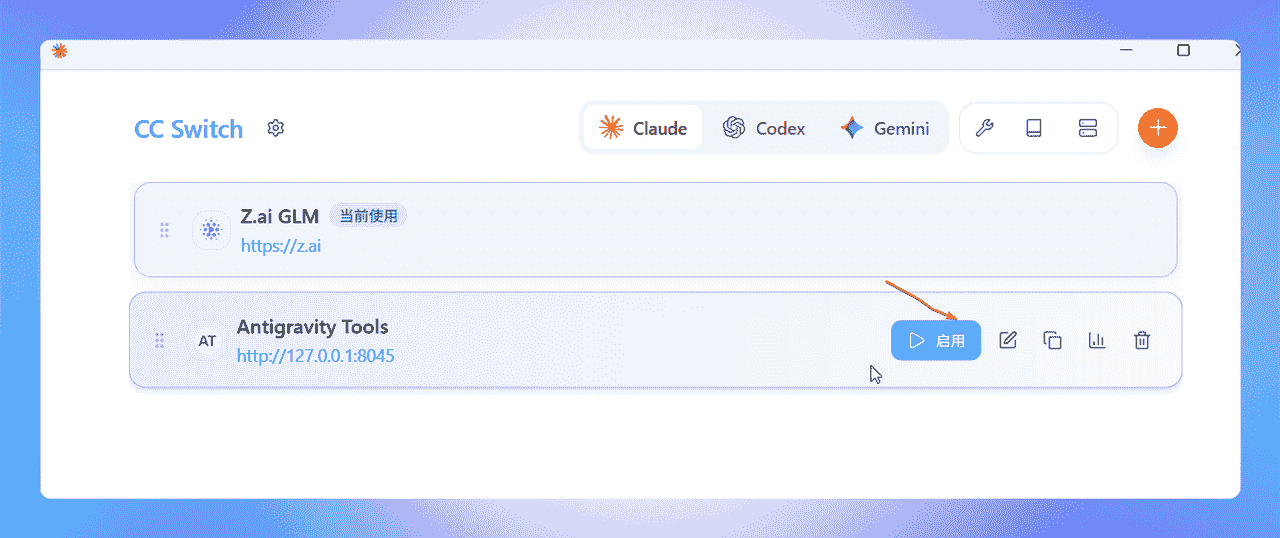 CC Switch
Claude
Codex
Gemini
Z.ai GLM 当前使用
https://z.ai
AT
Antigravity Tools
http://127.0.0.1:8045
启用